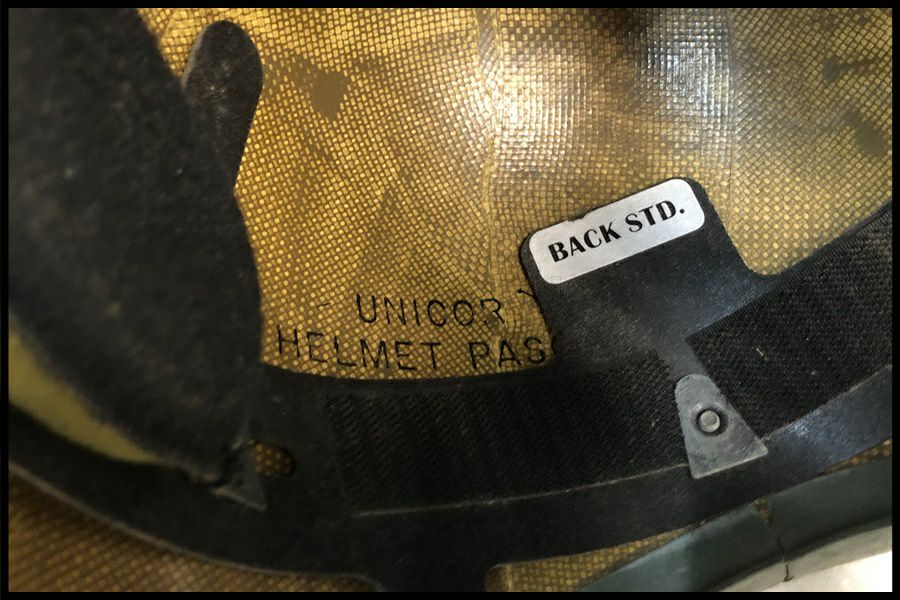 BACK STD.
UNICOR
HELMET PAS